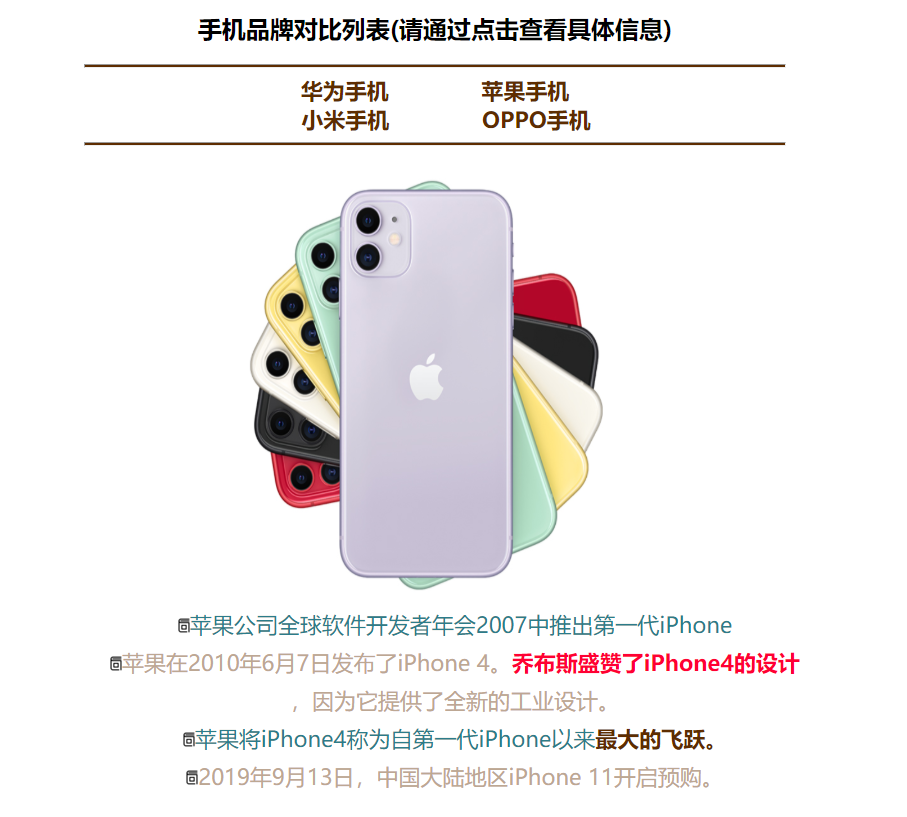 手机品牌对比列表(请通过点击查看具体信息)
华为手机 苹果手机
小米手机 OPPO手机
苹果公司全球软件开发者年会2007中推出第一代iPhone
苹果在2010年6月7日发布了iPhone 4。乔布斯盛赞了iPhone4的设计
，因为它提供了全新的工业设计。
苹果将iPhone4称为自第一代iPhone以来最大的飞跃。
2019年9月13日，中国大陆地区iPhone 11开启预购。